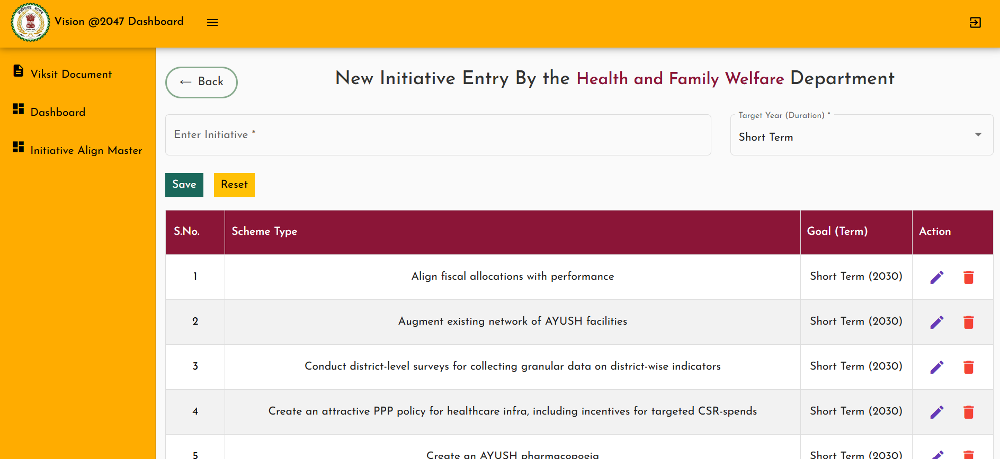 छत्तीसगढ़ शासन
Vision @2047 Dashboard
Viksit Document
Dashboard
Initiative Align Master
← Back
New Initiative Entry By the Health and Family Welfare Department
Enter Initiative *
Target Year (Duration) *
Short Term
Save
Reset
S.No. Scheme Type Goal (Term) Action
1 Align fiscal allocations with performance Short Term (2030)
2 Augment existing network of AYUSH facilities Short Term (2030)
3 Conduct district-level surveys for collecting granular data on district-wise indicators Short Term (2030)
4 Create an attractive PPP policy for healthcare infra, including incentives for targeted CSR-spends Short Term (2030)
5 Create an AYUSH pharmacopoeia Short Term (2030)